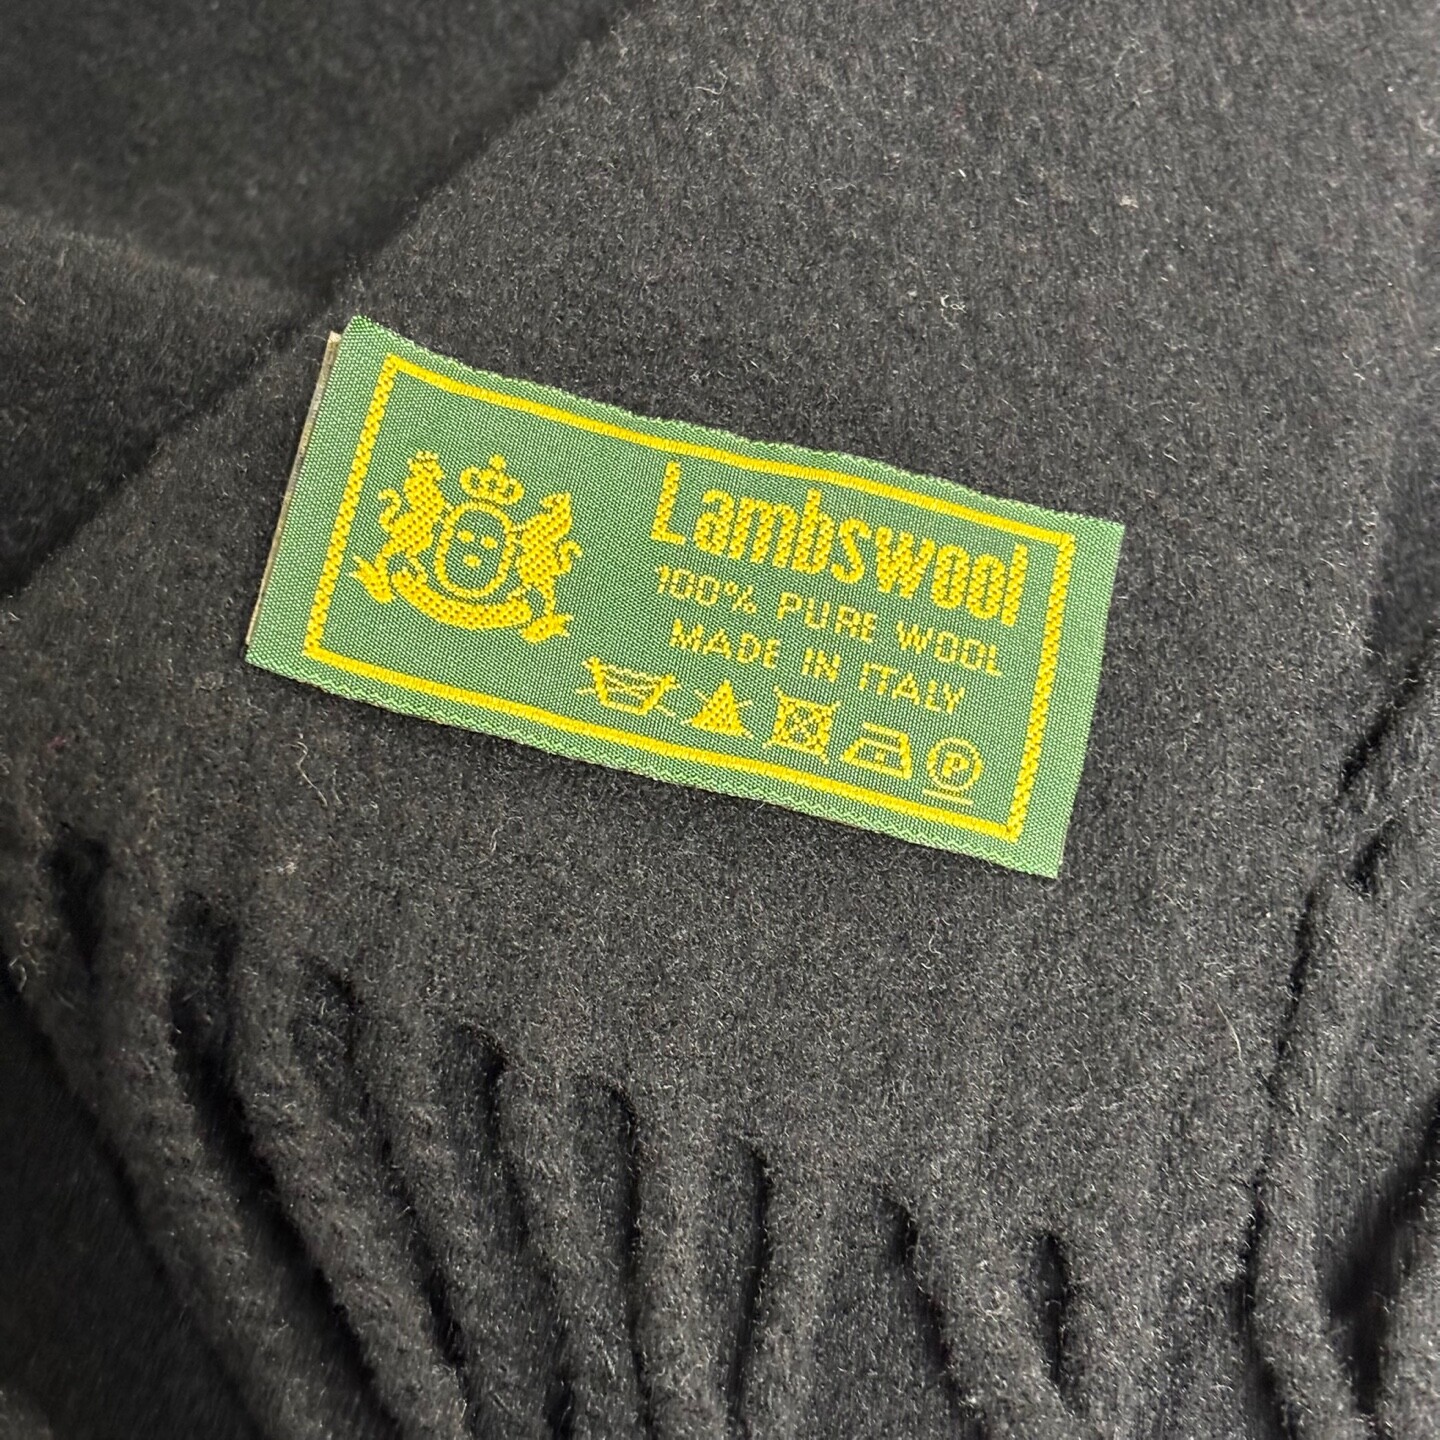 Lambswool
100% PURE WOOL
MADE IN ITALY
P